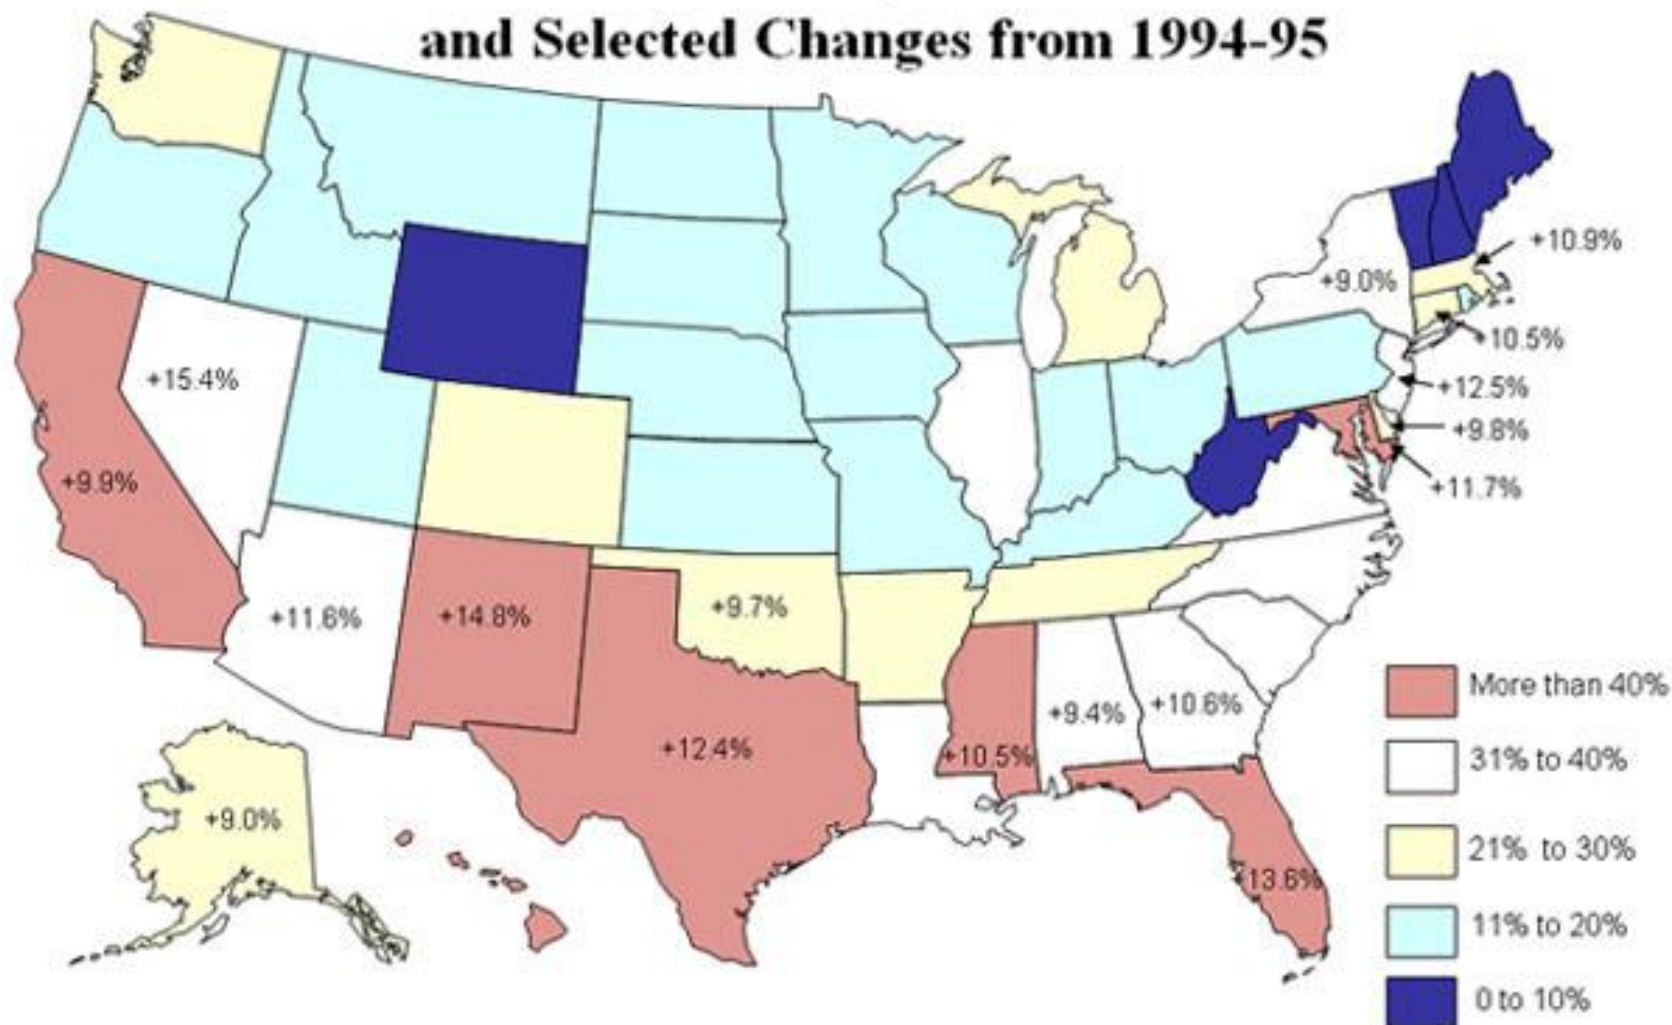 and Selected Changes from 1994-95
+10.9%
+9.0%
+10.5%
+15.4%
+12.5%
+9.8%
+9.9%
+11.7%
+11.6%
+14.8%
+9.7%
More than 40%
+9.4%
+10.6%
+12.4%
+10.5%
31% to 40%
+9.0%
21% to 30%
+13.6%
11% to 20%
0 to 10%